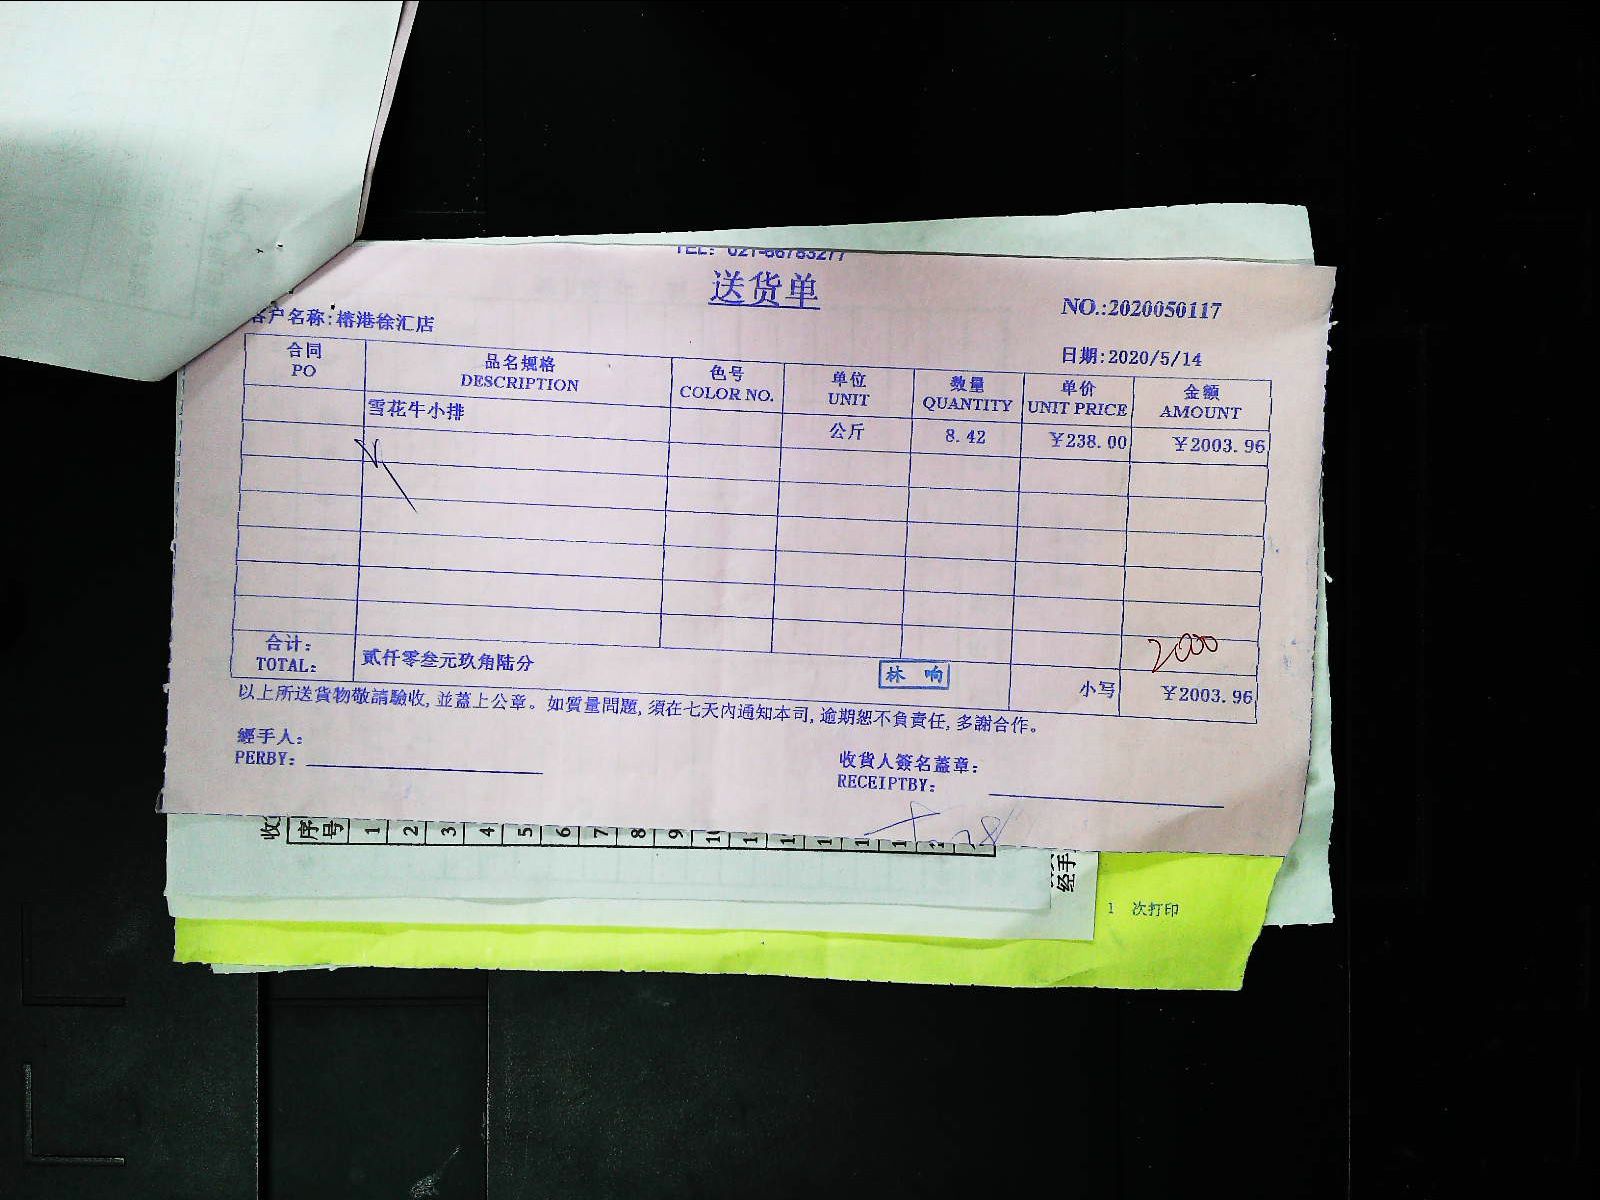 送货单
NO.:2020050117
客户名称:椿港徐汇店
日期:2020/5/14
合同 品名规格 色号 单位 数量 单价 金额
PO DESCRIPTION COLOR NO. UNIT QUANTITY UNIT PRICE AMOUNT
雪花牛小排 公斤 8.42 ¥238.00 ¥2003.96
2000
合计: 贰仟零叁元玖角陆分 林 响
TOTAL: 小写 ¥2003.96
以上所送貨物敬請驗收,並蓋上公章。如質量問題,須在七天內通知本司,逾期恕不負責任,多謝合作。
經手人:
PERBY:
收貨人簽名蓋章:
RECEIPTBY:
序号 1 2 3 4 5 6 7 8 9
经手
1 次打印